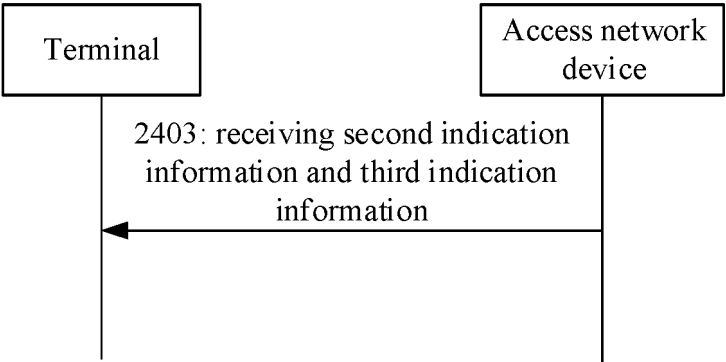 Terminal
Access network
device
2403: receiving second indication
information and third indication
information